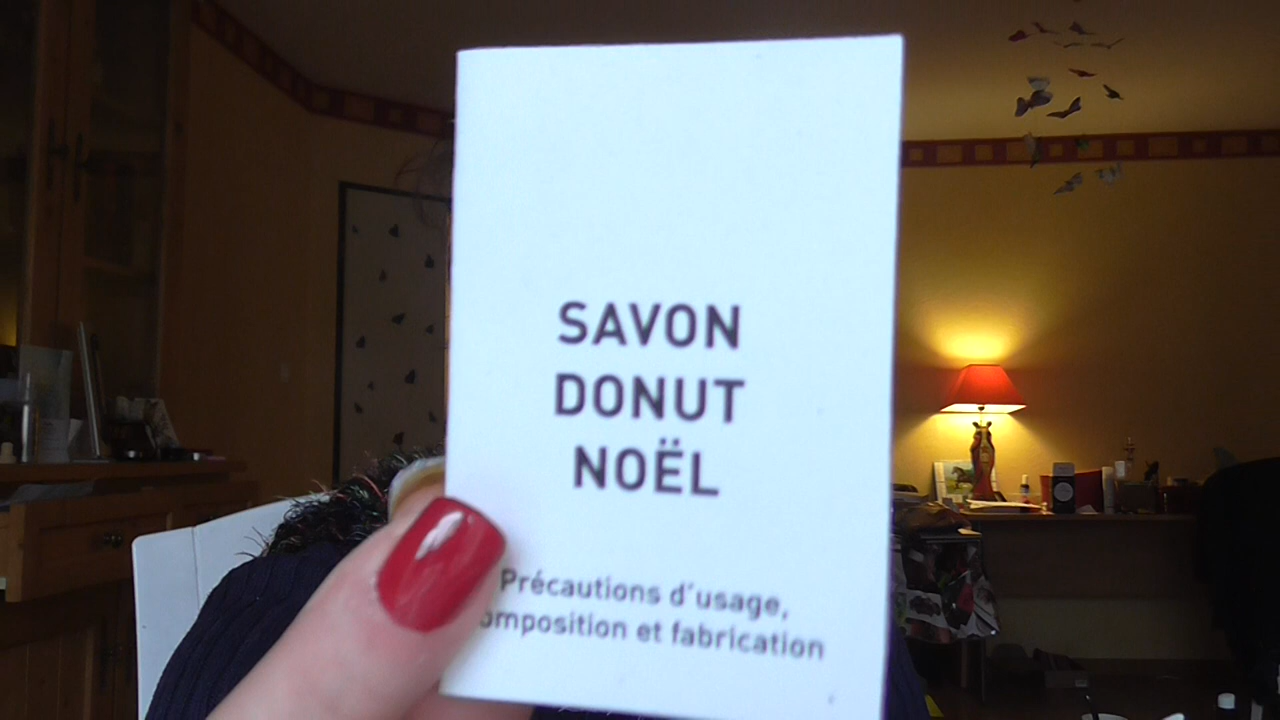 SAVON
DONUT
NOËL
Précautions d'usage,
omposition et fabrication